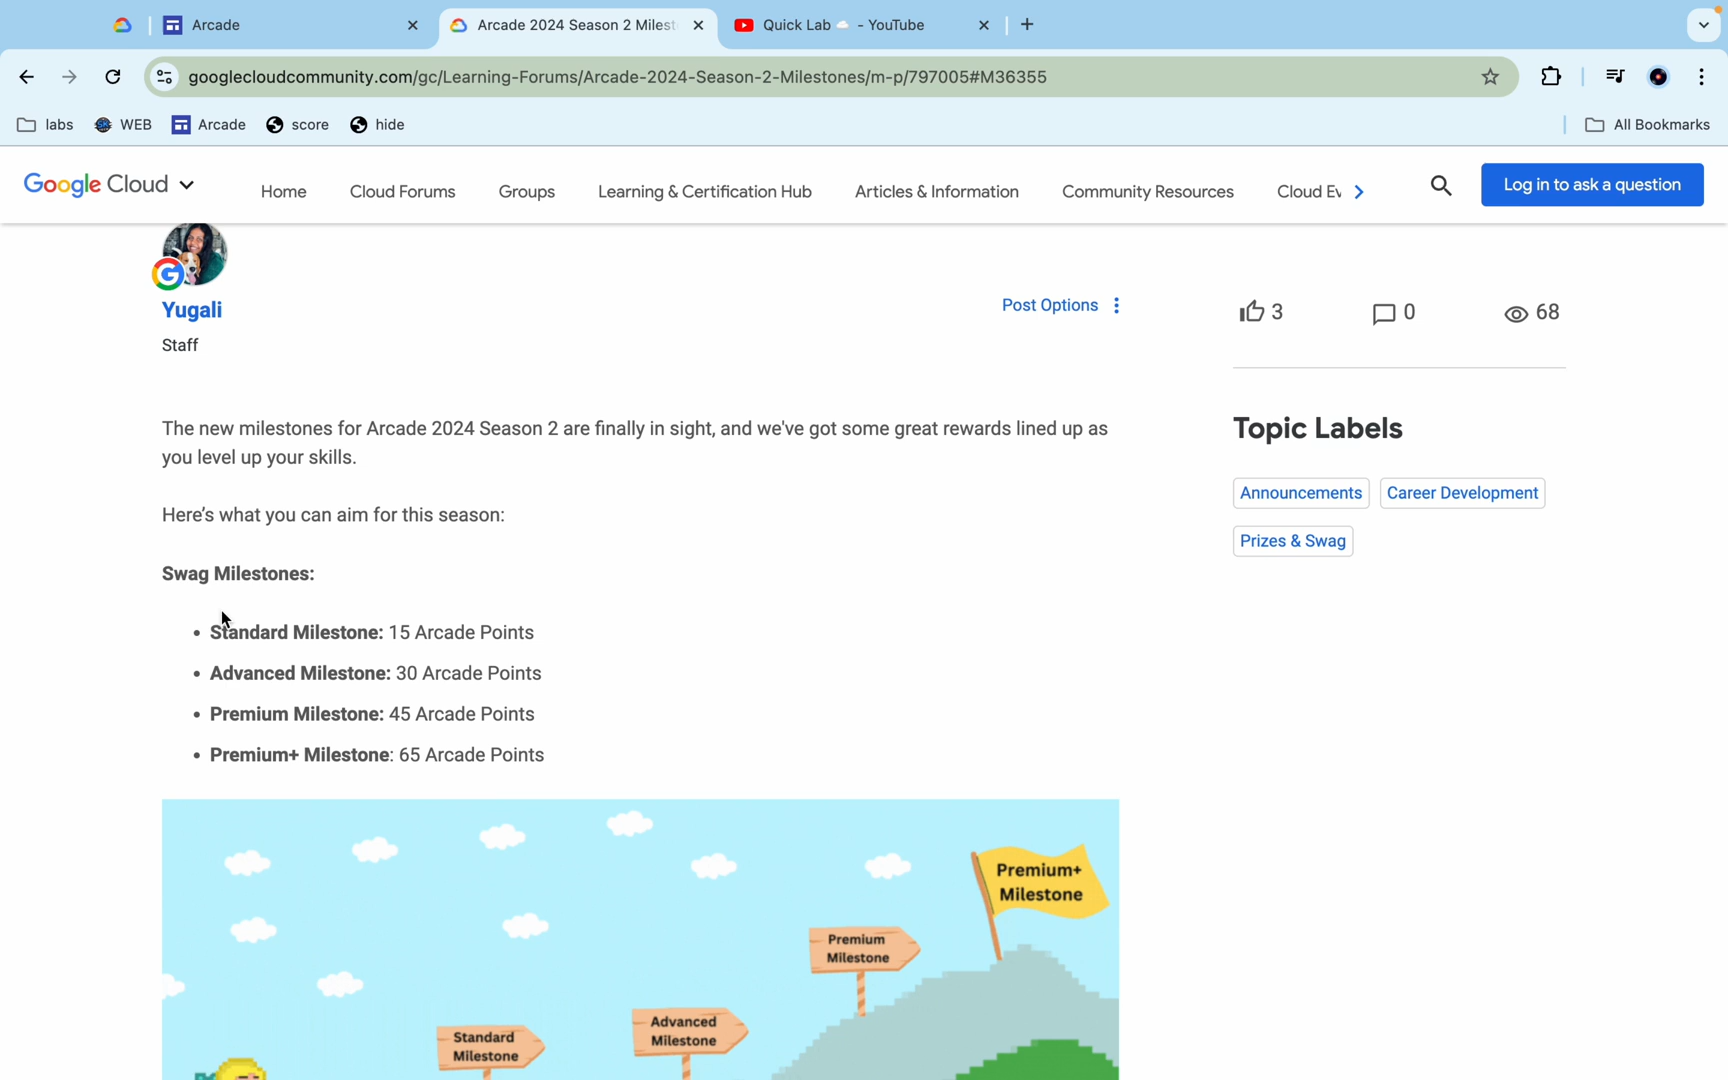 Arcade
Arcade 2024 Season 2 Milest
Quick Lab ☁️ - YouTube
googlecloudcommunity.com/gc/Learning-Forums/Arcade-2024-Season-2-Milestones/m-p/797005#M36355
labs
WEB
Arcade
score
hide
All Bookmarks
Google Cloud
Home
Cloud Forums
Groups
Learning & Certification Hub
Articles & Information
Community Resources
Cloud Ev
Log in to ask a question
Yugali
Staff
Post Options
3
0
68
The new milestones for Arcade 2024 Season 2 are finally in sight, and we've got some great rewards lined up as
you level up your skills.
Here’s what you can aim for this season:
Swag Milestones:
• Standard Milestone: 15 Arcade Points
• Advanced Milestone: 30 Arcade Points
• Premium Milestone: 45 Arcade Points
• Premium+ Milestone: 65 Arcade Points
Topic Labels
Announcements
Career Development
Prizes & Swag
Premium+
Milestone
Premium
Milestone
Advanced
Milestone
Standard
Milestone